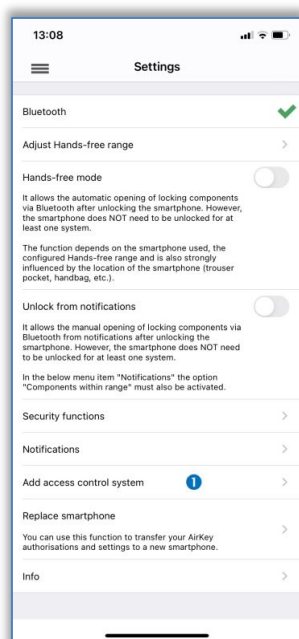 13:08
Settings
Bluetooth
Adjust Hands-free range
Hands-free mode
It allows the automatic opening of locking components
via Bluetooth after unlocking the smartphone. However,
the smartphone does NOT need to be unlocked for at
least one system.
The function depends on the smartphone used, the
configured Hands-free range and is also strongly
influenced by the location of the smartphone (trouser
pocket, handbag, etc.).
Unlock from notifications
It allows the manual opening of locking components via
Bluetooth from notifications after unlocking the
smartphone. However, the smartphone does NOT need
to be unlocked for at least one system.
In the below menu item "Notifications" the option
"Components within range" must also be activated.
Security functions
Notifications
Add access control system 1
Replace smartphone
You can use this function to transfer your AirKey
authorisations and settings to a new smartphone.
Info